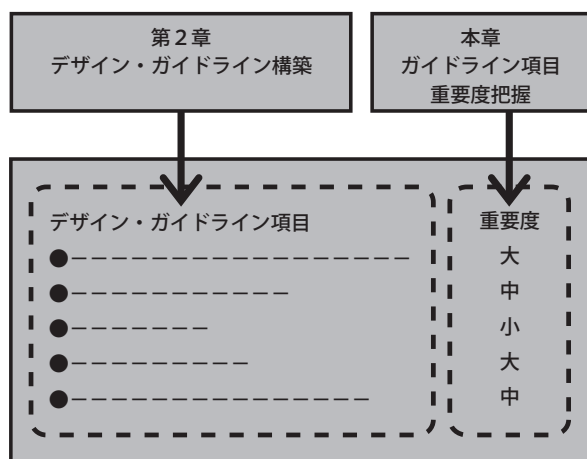 第２章
デザイン・ガイドライン構築
本章
ガイドライン項目
重要度把握
デザイン・ガイドライン項目
重要度
●－－－－－－－－－－－－－－－－－ 大
●－－－－－－－－－－－ 中
●－－－－－－－ 小
●－－－－－－－－－ 大
●－－－－－－－－－－－－－－－ 中